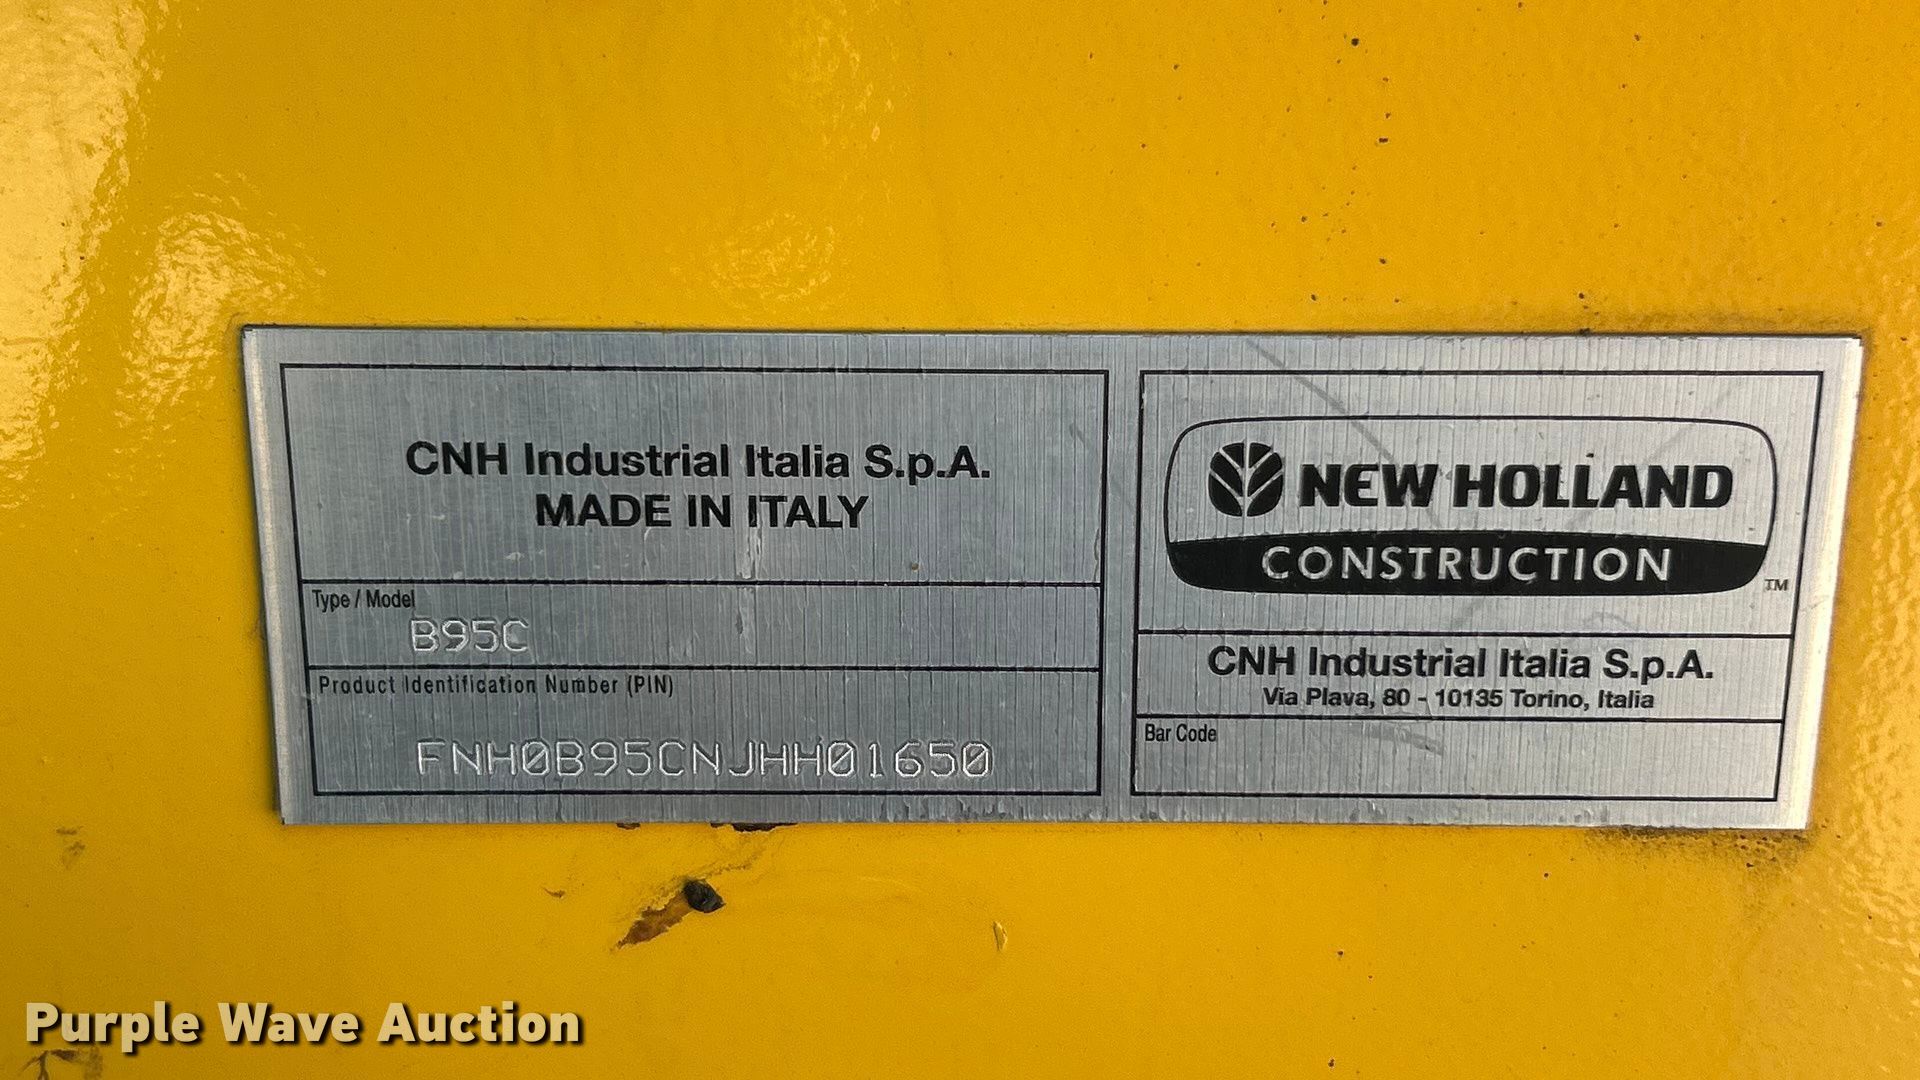 CNH Industrial Italia S.p.A.
MADE IN ITALY
Type / Model
B95C
Product Identification Number (PIN)
FNH0B95CNJHH01650
NEW HOLLAND
CONSTRUCTION
TM
CNH Industrial Italia S.p.A.
Via Plava, 80 - 10135 Torino, Italia
Bar Code
Purple Wave Auction